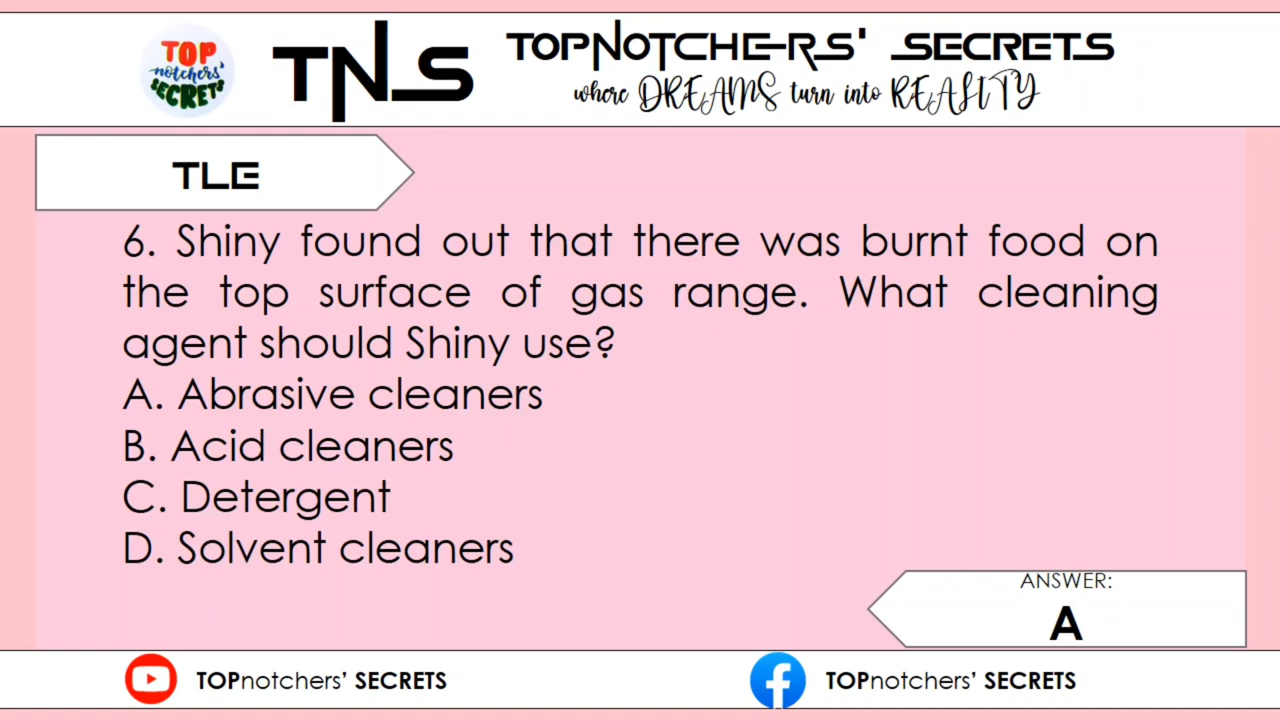 TOP
notchers'
SECRETS
TNS
TOPNOTCHERS' SECRETS
where DREAMS turn into REALITY
TLE
6. Shiny found out that there was burnt food on
the top surface of gas range. What cleaning
agent should Shiny use?
A. Abrasive cleaners
B. Acid cleaners
C. Detergent
D. Solvent cleaners
ANSWER:
A
TOPnotchers' SECRETS
TOPnotchers' SECRETS